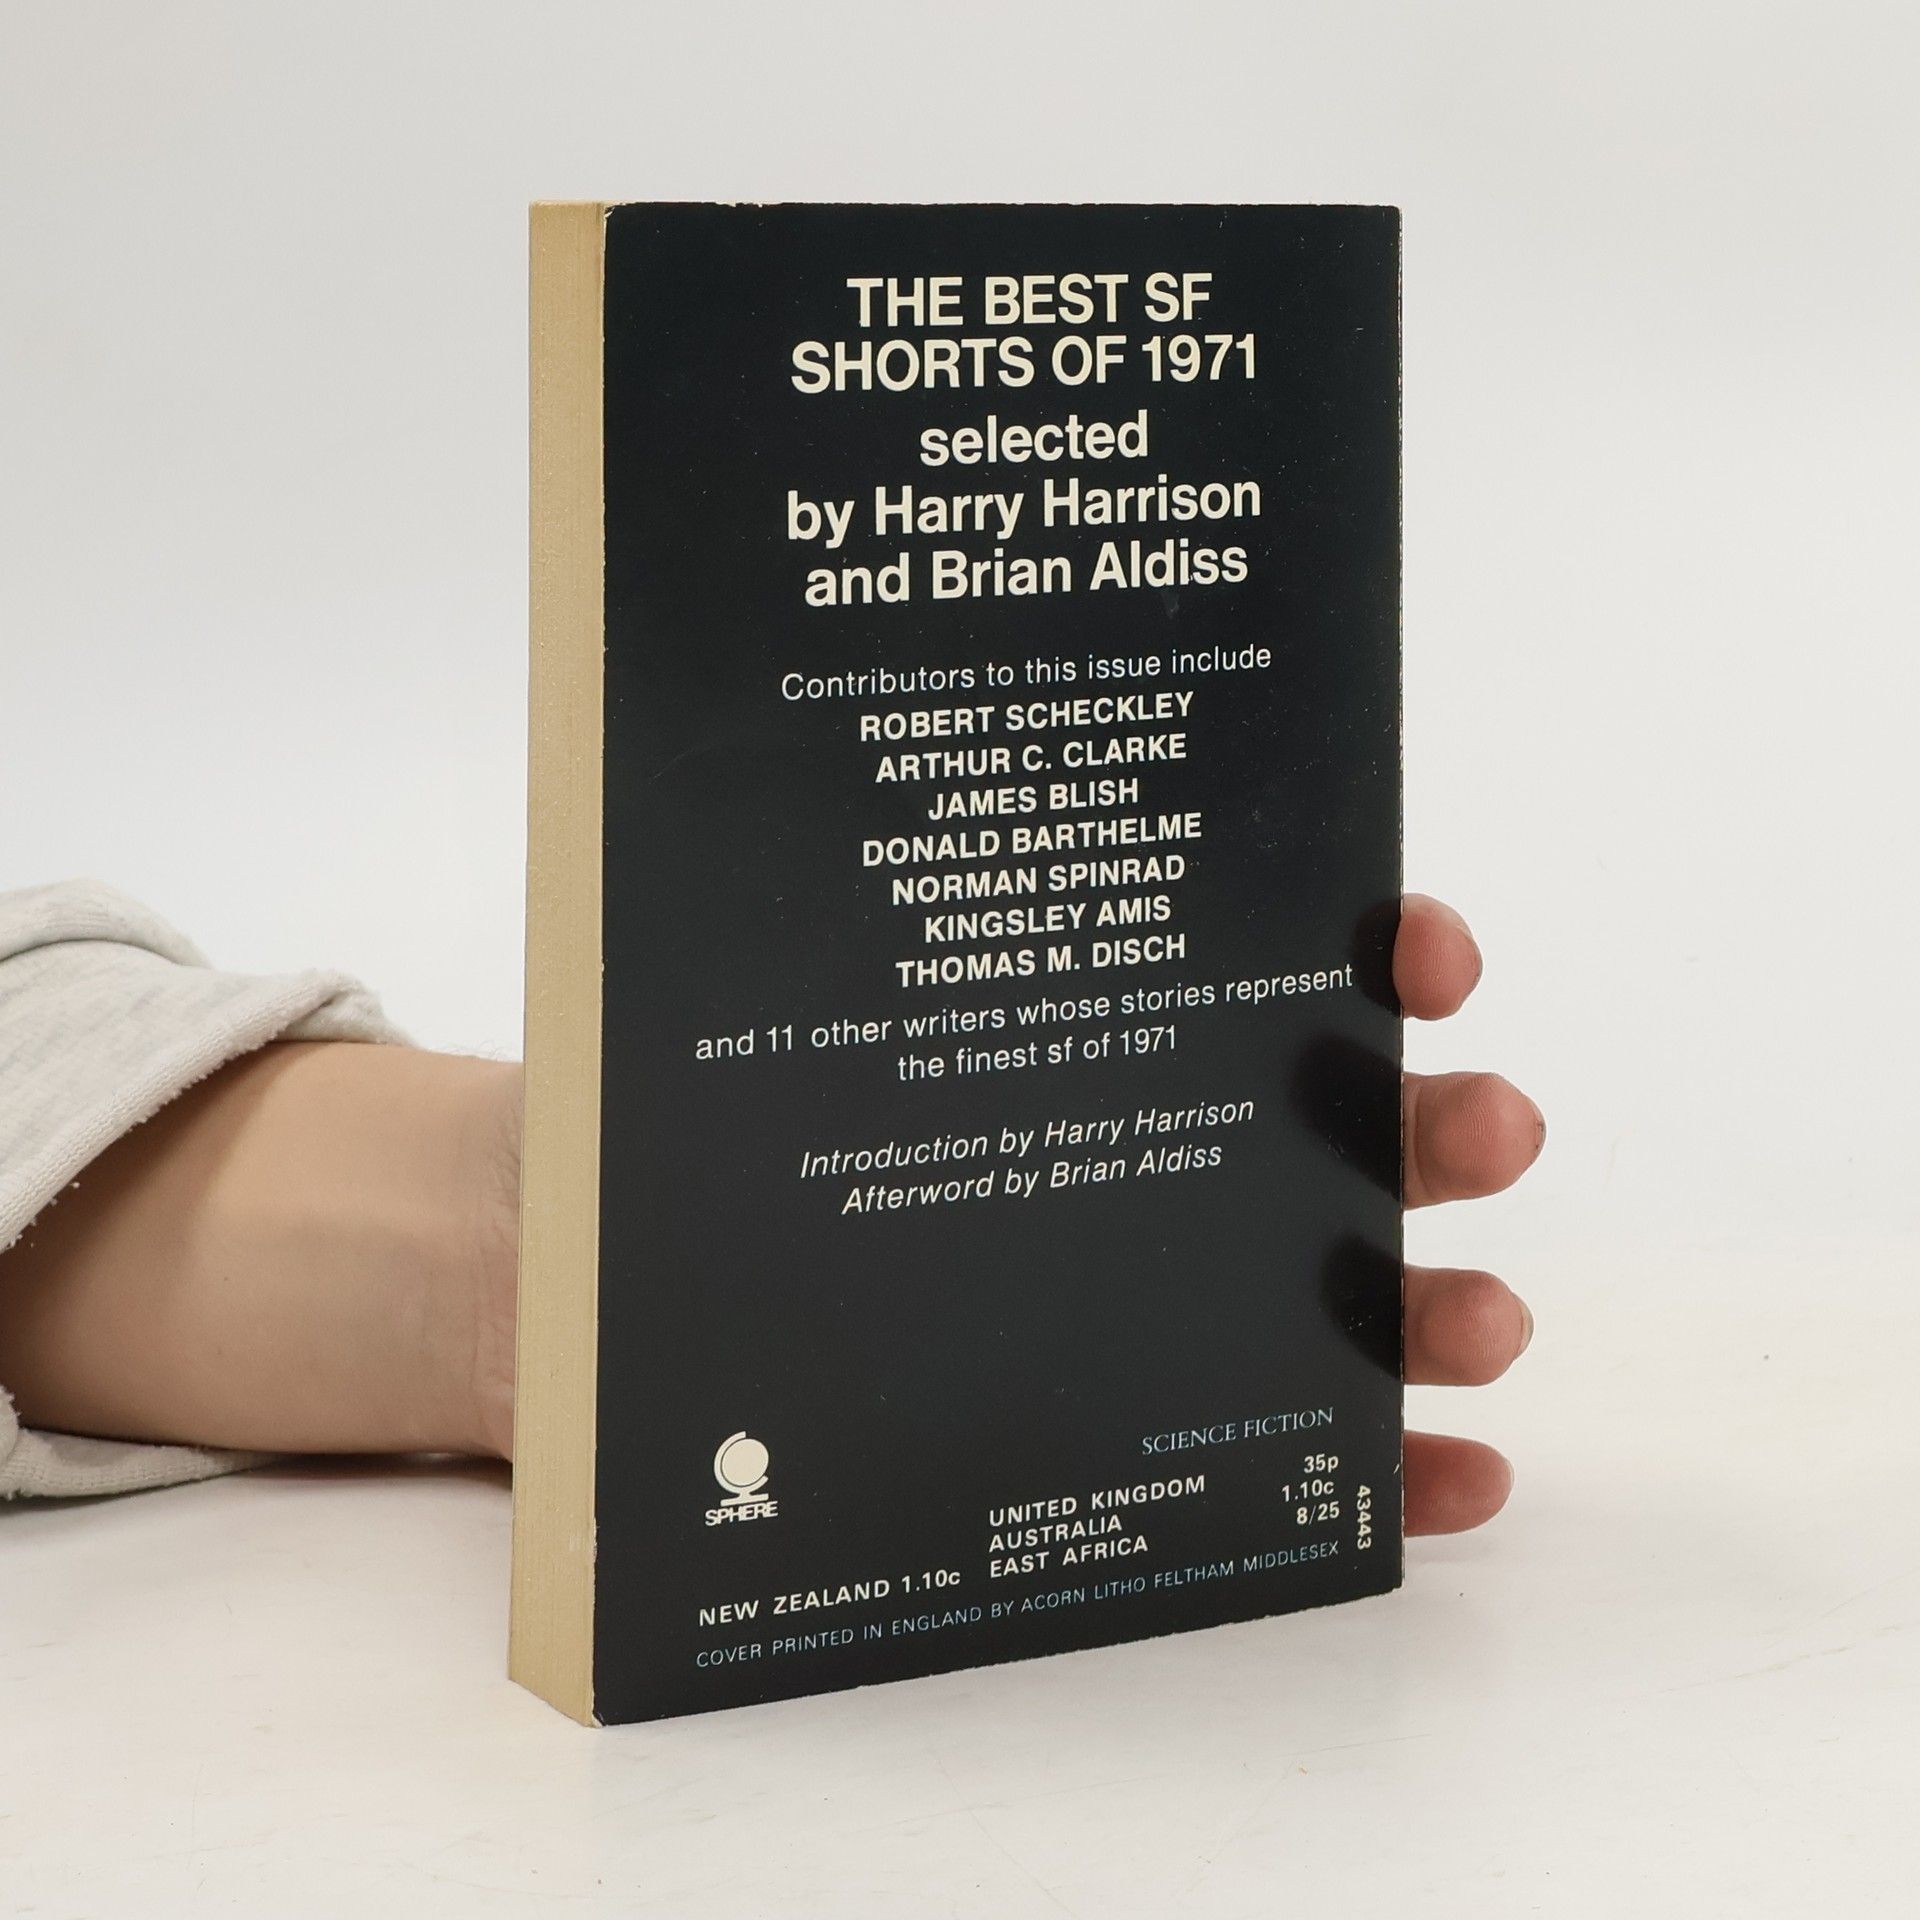 THE BEST SF
SHORTS OF 1971
selected
by Harry Harrison
and Brian Aldiss
Contributors to this issue include
ROBERT SCHECKLEY
ARTHUR C. CLARKE
JAMES BLISH
DONALD BARTHELME
NORMAN SPINRAD
KINGSLEY AMIS
THOMAS M. DISCH
and 11 other writers whose stories represent
the finest sf of 1971
Introduction by Harry Harrison
Afterword by Brian Aldiss
SPHERE
SCIENCE FICTION
UNITED KINGDOM 35p
AUSTRALIA 1.10c
NEW ZEALAND 1.10c EAST AFRICA 8/25
43443
COVER PRINTED IN ENGLAND BY ACORN LITHO FELTHAM MIDDLESEX